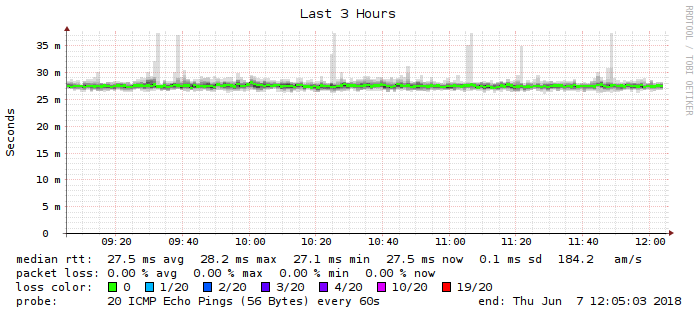 Last 3 Hours
RRDTOOL / TOBI OETIKER
Seconds
35 m
30 m
25 m
20 m
15 m
10 m
5 m
0
09:20 09:40 10:00 10:20 10:40 11:00 11:20 11:40 12:00
median rtt: 27.5 ms avg 28.2 ms max 27.1 ms min 27.5 ms now 0.1 ms sd 184.2 am/s
packet loss: 0.00 % avg 0.00 % max 0.00 % min 0.00 % now
loss color: 0 1/20 2/20 3/20 4/20 10/20 19/20
probe: 20 ICMP Echo Pings (56 Bytes) every 60s end: Thu Jun 7 12:05:03 2018